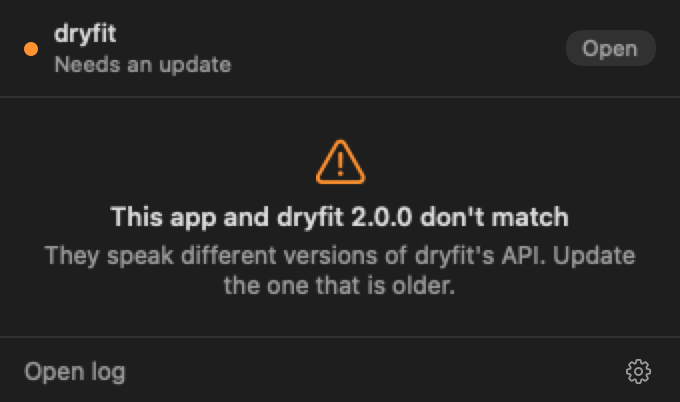 dryfit
Needs an update
Open
This app and dryfit 2.0.0 don't match
They speak different versions of dryfit's API. Update
the one that is older.
Open log